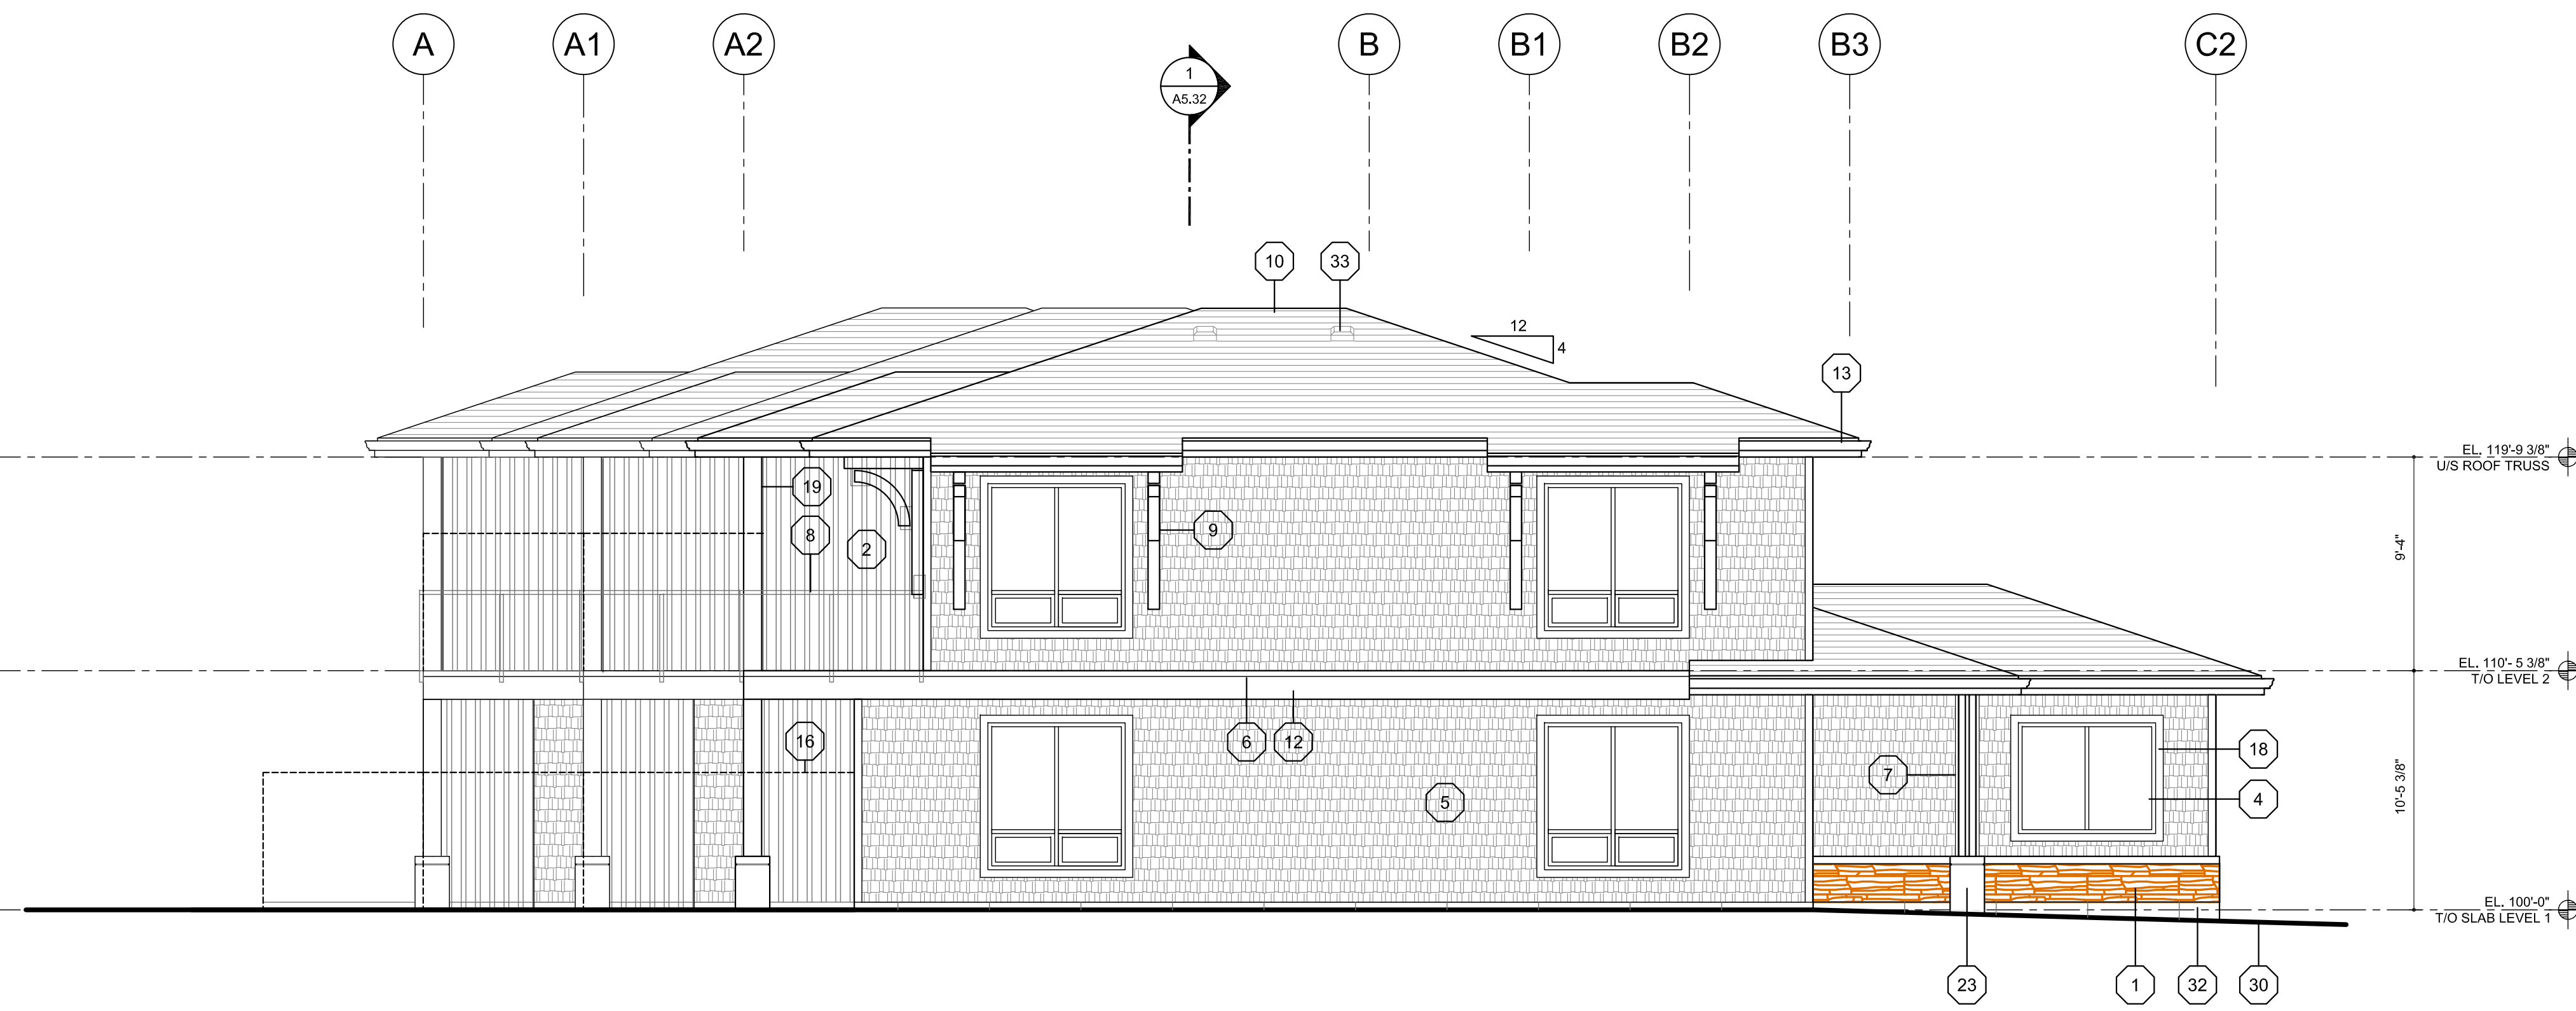 A A1 A2 B B1 B2 B3 C2
1
A5.32
10 33
12
4
13
EL. 119'-9 3/8"
U/S ROOF TRUSS
19
8
2
9
9'-4"
EL. 110'- 5 3/8"
T/O LEVEL 2
16
6 12
18
7
4
5
10'-5 3/8"
EL. 100'-0"
T/O SLAB LEVEL 1
23 1 32 30